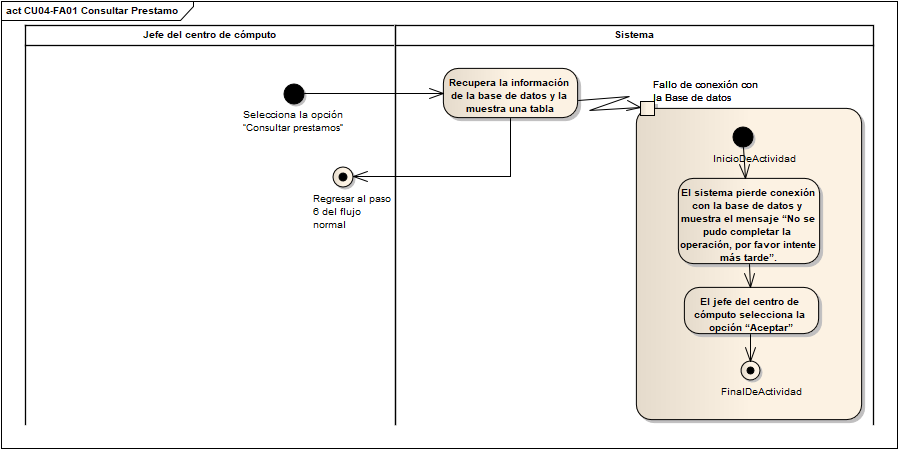 act CU04-FA01 Consultar Prestamo
Jefe del centro de cómputo
Sistema
Selecciona la opción
"Consultar prestamos"
Recupera la información
de la base de datos y la
muestra una tabla
Fallo de conexión con
la Base de datos
Regresar al paso
6 del flujo
normal
InicioDeActividad
El sistema pierde conexión
con la base de datos y
muestra el mensaje “No se
pudo completar la
operación, por favor intente
más tarde”.
El jefe del centro de
cómputo selecciona la
opción “Aceptar”
FinalDeActividad